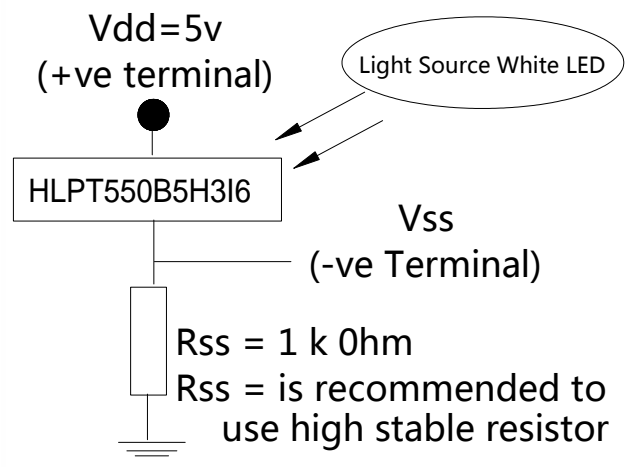 Vdd=5v
(+ve terminal)
Light Source White LED
HLPT550B5H3I6
Vss
(-ve Terminal)
Rss = 1 k 0hm
Rss = is recommended to
use high stable resistor